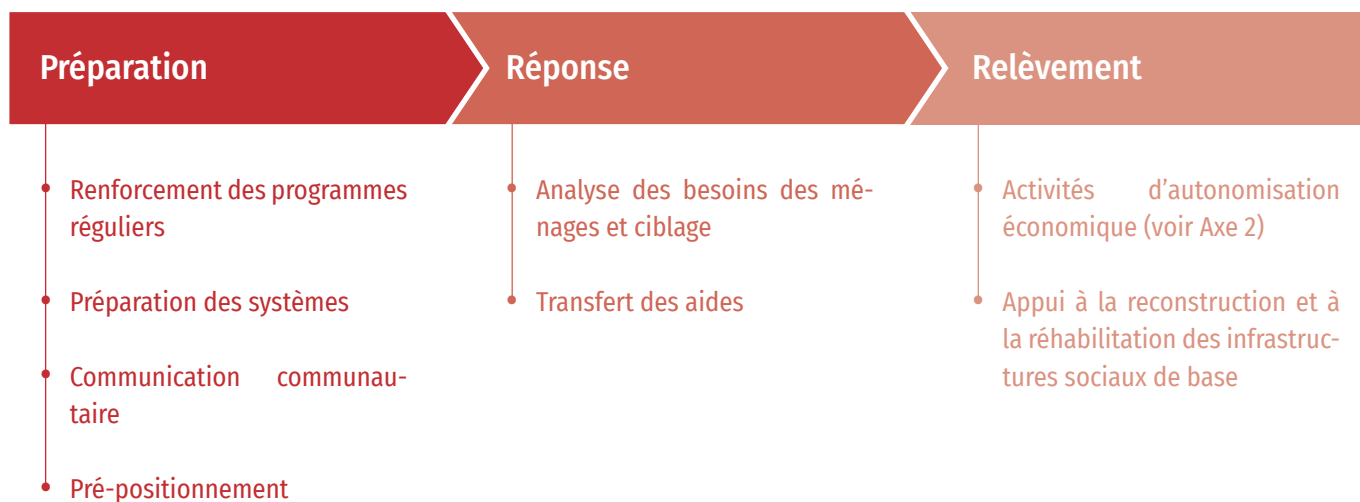 Préparation
Renforcement des programmes
réguliers
Préparation des systèmes
Communication communau-
taire
Pré-positionnement
Réponse
Analyse des besoins des mé-
nages et ciblage
Transfert des aides
Relèvement
Activités d’autonomisation
économique (voir Axe 2)
Appui à la reconstruction et à
la réhabilitation des infrastruc-
tures sociaux de base